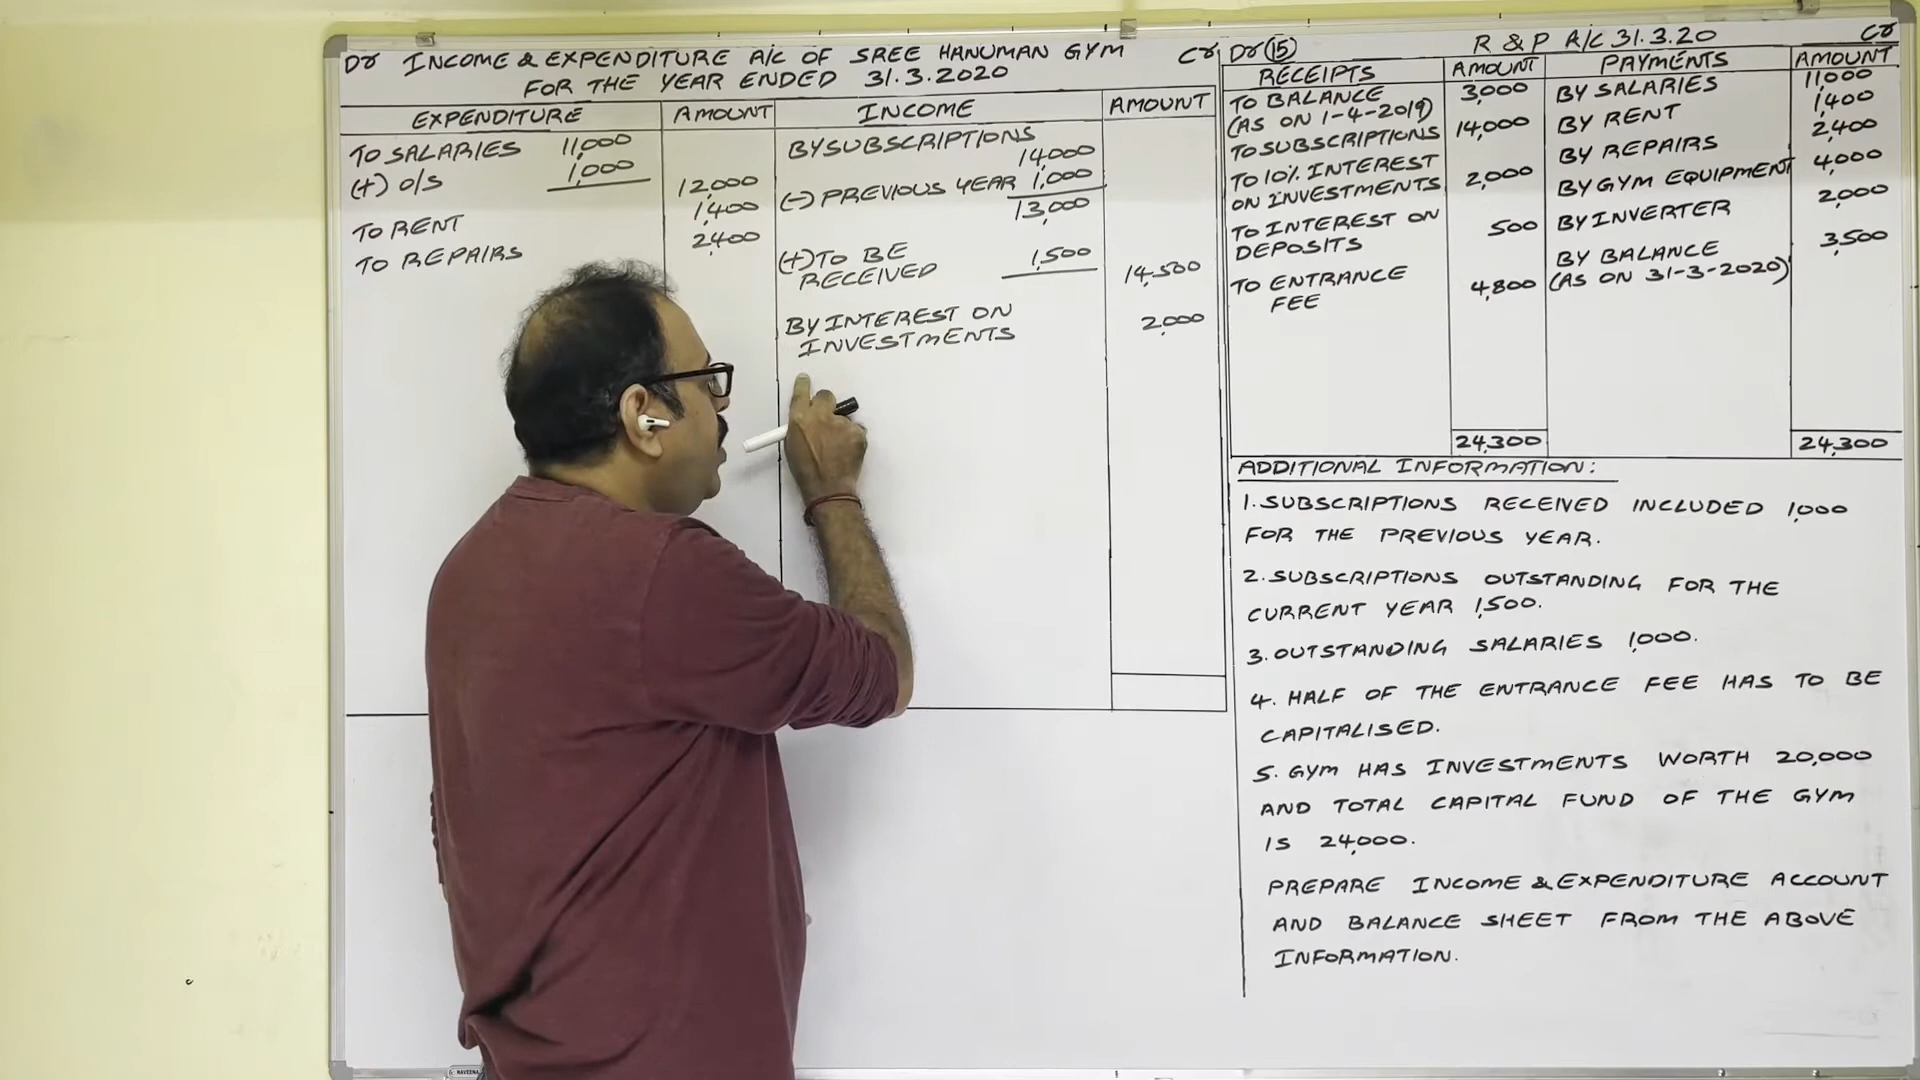 Dr INCOME & EXPENDITURE A/C OF SREE HANUMAN GYM Cr
FOR THE YEAR ENDED 31.3.2020
EXPENDITURE AMOUNT INCOME AMOUNT
TO SALARIES 11,000
(+) O/S 1,000 12,000
TO RENT 1,400
TO REPAIRS 2,400
BY SUBSCRIPTIONS
14,000
(-) PREVIOUS YEAR 1,000
13,000
(+) TO BE
RECEIVED 1,500 14,500
BY INTEREST ON
INVESTMENTS 2,000
Dr (15) R & P A/C 31.3.20 Cr
RECEIPTS AMOUNT PAYMENTS AMOUNT
TO BALANCE 3,000
(AS ON 1-4-2019)
TO SUBSCRIPTIONS 14,000
TO 10% INTEREST
ON INVESTMENTS 2,000
TO INTEREST ON
DEPOSITS 500
TO ENTRANCE
FEE 4,800
24,300
BY SALARIES 11,000
BY RENT 1,400
BY REPAIRS 2,400
BY GYM EQUIPMENT 4,000
BY INVERTER 2,000
BY BALANCE
(AS ON 31-3-2020) 3,500
24,300
ADDITIONAL INFORMATION:
1. SUBSCRIPTIONS RECEIVED INCLUDED 1,000
FOR THE PREVIOUS YEAR.
2. SUBSCRIPTIONS OUTSTANDING FOR THE
CURRENT YEAR 1,500.
3. OUTSTANDING SALARIES 1,000.
4. HALF OF THE ENTRANCE FEE HAS TO BE
CAPITALISED.
5. GYM HAS INVESTMENTS WORTH 20,000
AND TOTAL CAPITAL FUND OF THE GYM
IS 24,000.
PREPARE INCOME & EXPENDITURE ACCOUNT
AND BALANCE SHEET FROM THE ABOVE
INFORMATION.
NAVEENA